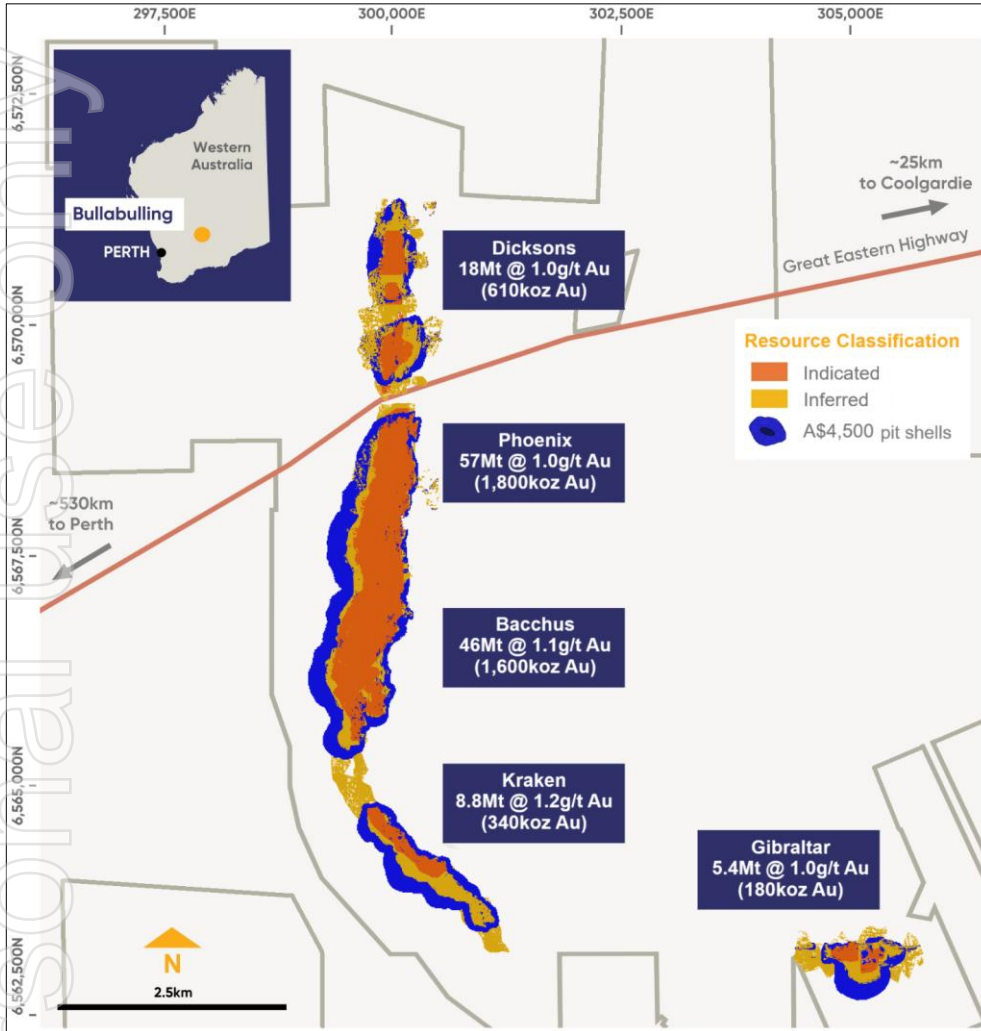 297,500E
300,000E
302,500E
305,000E
6,572,500N
6,570,000N
6,567,500N
6,565,000N
6,562,500N
Western
Australia
Bullabulling
PERTH
~25km
to Coolgardie
Great Eastern Highway
Dicksons
18Mt @ 1.0g/t Au
(610koz Au)
Resource Classification
Indicated
Inferred
A$4,500 pit shells
Phoenix
57Mt @ 1.0g/t Au
(1,800koz Au)
~530km
to Perth
Bacchus
46Mt @ 1.1g/t Au
(1,600koz Au)
Kraken
8.8Mt @ 1.2g/t Au
(340koz Au)
Gibraltar
5.4Mt @ 1.0g/t Au
(180koz Au)
N
2.5km
sonal use only